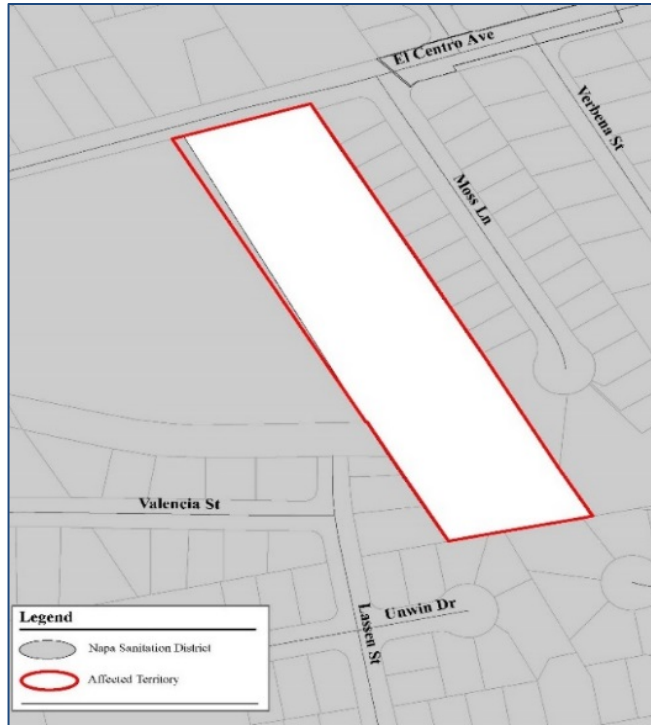 El Centro Ave
Verbena St
Moss Ln
Valencia St
Unwin Dr
Lassen St
Legend
Napa Sanitation District
Affected Territory